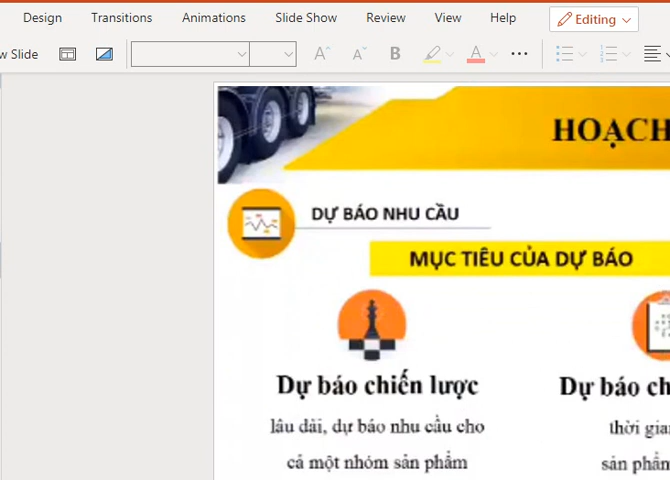 Design Transitions Animations Slide Show Review View Help Editing
Slide
HOẠCH
DỰ BÁO NHU CẦU
MỤC TIÊU CỦA DỰ BÁO
Dự báo chiến lược
lâu dài, dự báo nhu cầu cho
cả một nhóm sản phẩm
Dự báo
thời
sản phẩm